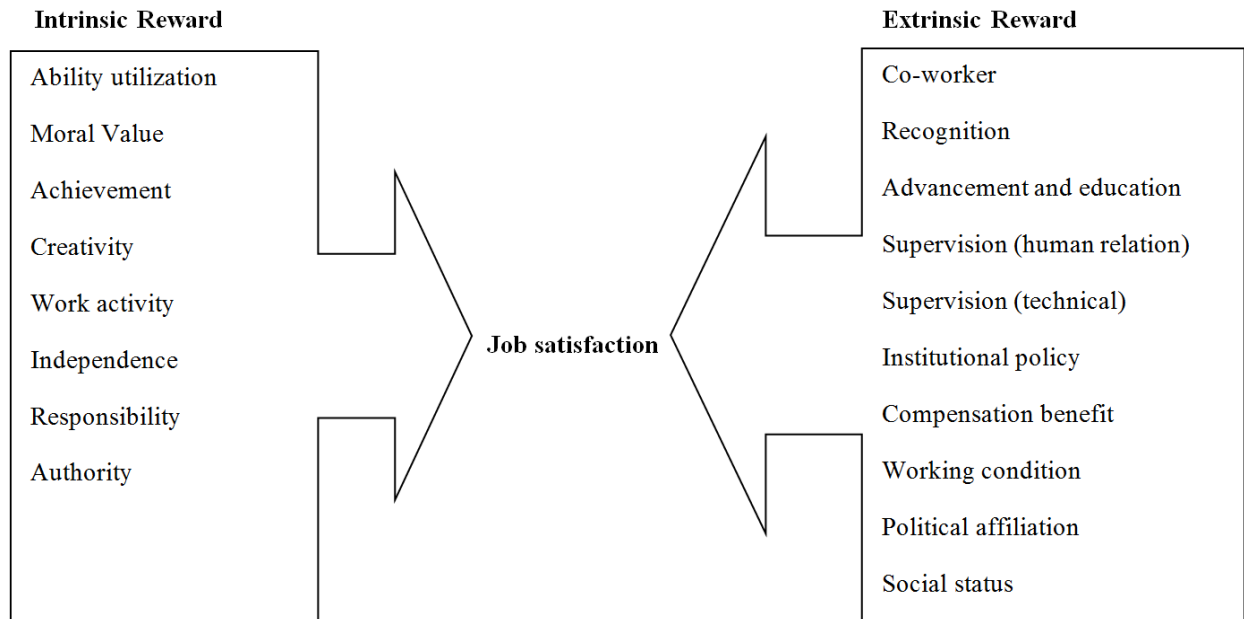 Intrinsic Reward
Ability utilization
Moral Value
Achievement
Creativity
Work activity
Independence
Responsibility
Authority
Job satisfaction
Extrinsic Reward
Co-worker
Recognition
Advancement and education
Supervision (human relation)
Supervision (technical)
Institutional policy
Compensation benefit
Working condition
Political affiliation
Social status